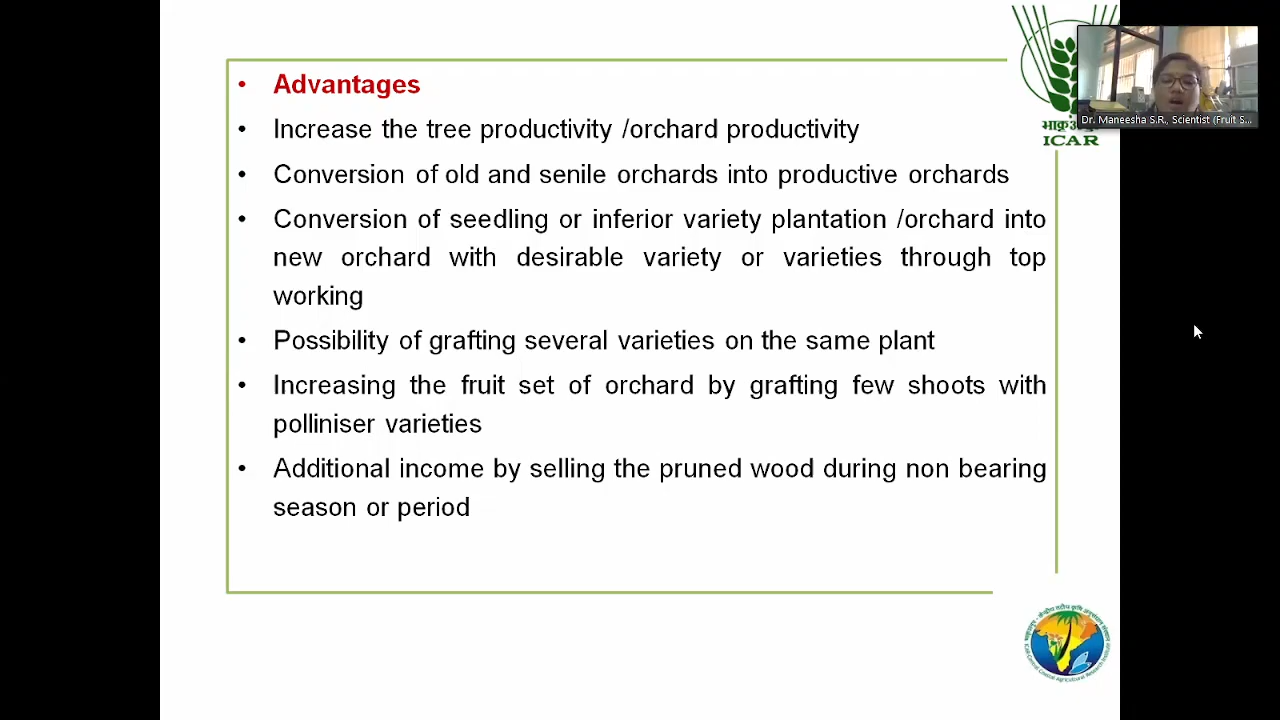 • Advantages
• Increase the tree productivity /orchard productivity
• Conversion of old and senile orchards into productive orchards
• Conversion of seedling or inferior variety plantation /orchard into
new orchard with desirable variety or varieties through top
working
• Possibility of grafting several varieties on the same plant
• Increasing the fruit set of orchard by grafting few shoots with
polliniser varieties
• Additional income by selling the pruned wood during non bearing
season or period
ICAR
Dr. Maneesha S.R., Scientist (Fruit S...